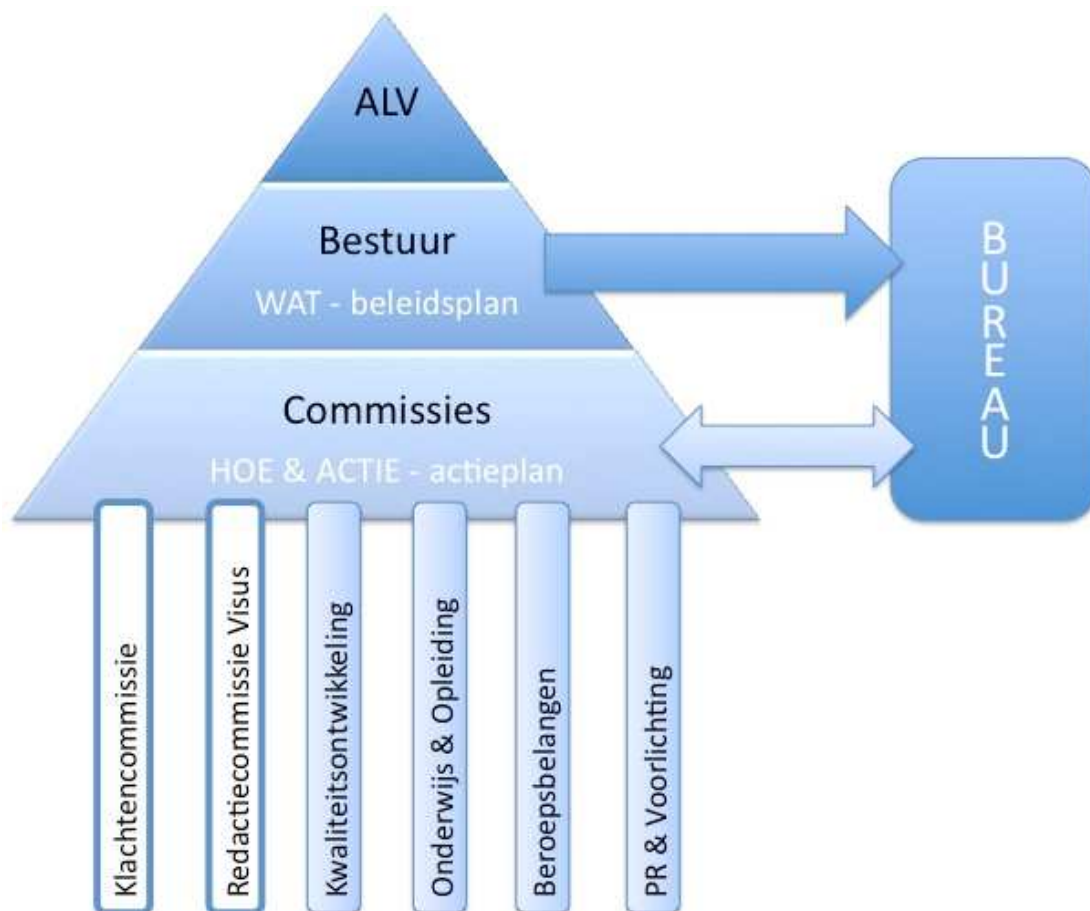 ALV
Bestuur
WAT - beleidsplan
Commissies
HOE & ACTIE - actieplan
BUREAU
Klachtencommissie
Redactiecommissie Visus
Kwaliteitsontwikkeling
Onderwijs & Opleiding
Beroepsbelangen
PR & Voorlichting